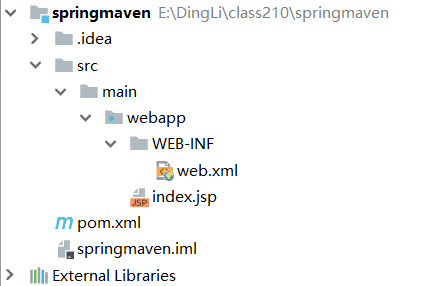 springmaven E:\DingLi\class210\springmaven
.idea
src
main
webapp
WEB-INF
web.xml
JSP index.jsp
m pom.xml
springmaven.iml
External Libraries